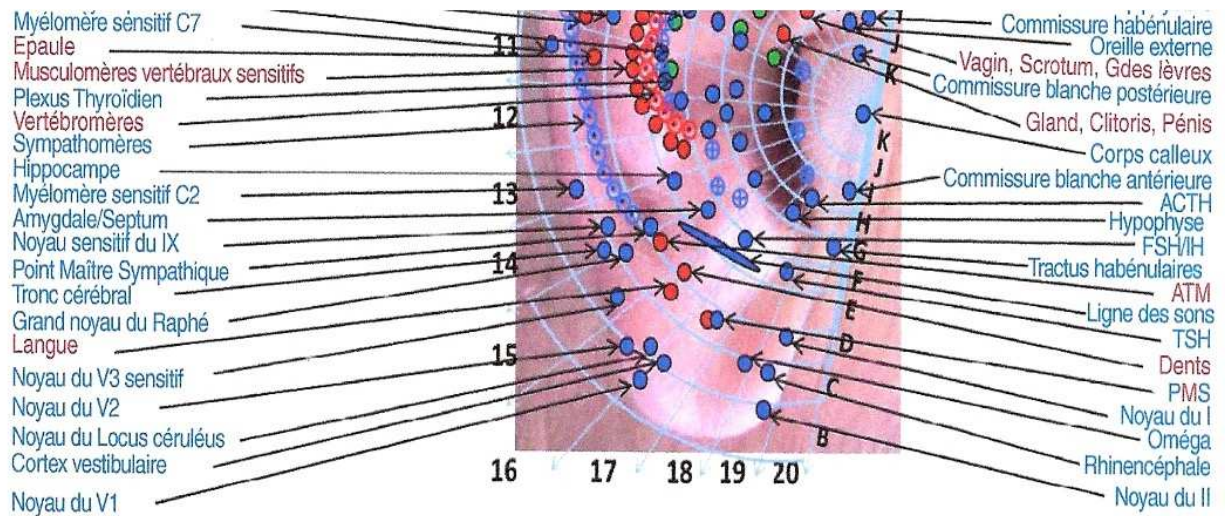 Myélomère sensitif C7
Epaule
Musculomères vertébraux sensitifs
Plexus Thyroïdien
Vertébromères
Sympathomères
Hippocampe
Myélomère sensitif C2
Amygdale/Septum
Noyau sensitif du IX
Point Maître Sympathique
Tronc cérébral
Grand noyau du Raphé
Langue
Noyau du V3 sensitif
Noyau du V2
Noyau du Locus céruléus
Cortex vestibulaire
Noyau du V1
11
12
13
14
15
16 17 18 19 20
J
K
K
J
I
H
G
F
E
D
C
B
Commissure habénulaire
Oreille externe
Vagin, Scrotum, Gdes lèvres
Commissure blanche postérieure
Gland, Clitoris, Pénis
Corps calleux
Commissure blanche antérieure
ACTH
Hypophyse
FSH/IH
Tractus habénulaires
ATM
Ligne des sons
TSH
Dents
PMS
Noyau du I
Oméga
Rhinencéphale
Noyau du II